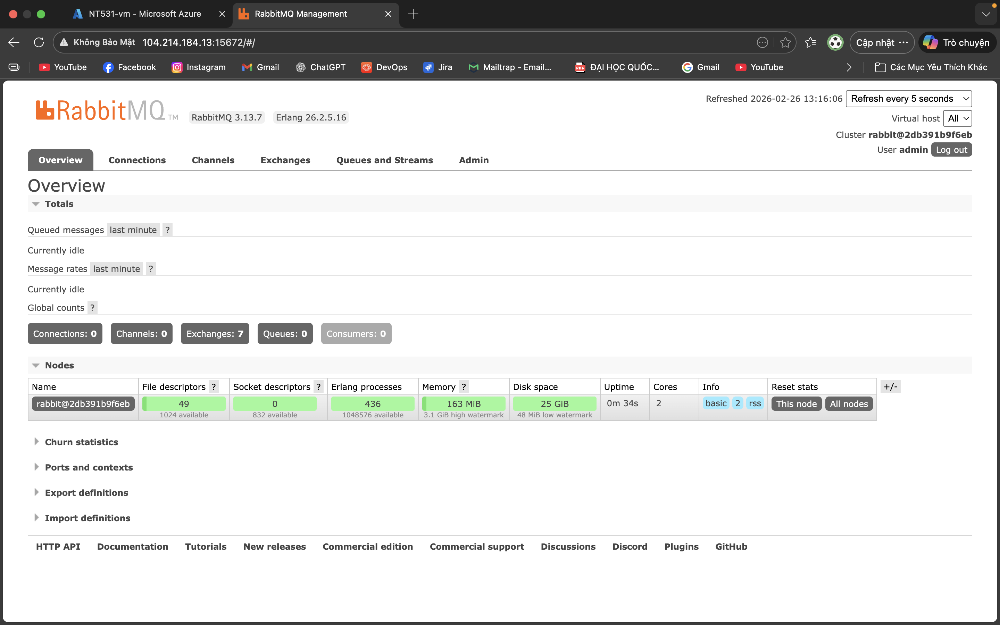 NT531-vm - Microsoft Azure
RabbitMQ Management
Không Bảo Mật 104.214.184.13:15672/#/
Cập nhật
Trò chuyện
YouTube Facebook Instagram Gmail ChatGPT DevOps Jira Mailtrap - Email... PDF ĐẠI HỌC QUỐC... Gmail YouTube Các Mục Yêu Thích Khác
Refreshed 2026-02-26 13:16:06 Refresh every 5 seconds
RabbitMQ TM RabbitMQ 3.13.7 Erlang 26.2.5.16
Virtual host All
Cluster rabbit@2db391b9f6eb
User admin Log out
Overview Connections Channels Exchanges Queues and Streams Admin
Overview
Totals
Queued messages last minute ?
Currently idle
Message rates last minute ?
Currently idle
Global counts ?
Connections: 0 Channels: 0 Exchanges: 7 Queues: 0 Consumers: 0
Nodes
Name File descriptors ? Socket descriptors ? Erlang processes Memory ? Disk space Uptime Cores Info Reset stats +/-
rabbit@2db391b9f6eb 49 0 436 163 MiB 25 GiB 0m 34s 2 basic 2 rss This node All nodes
1024 available 832 available 1048576 available 3.1 GiB high watermark 48 MiB low watermark
Churn statistics
Ports and contexts
Export definitions
Import definitions
HTTP API Documentation Tutorials New releases Commercial edition Commercial support Discussions Discord Plugins GitHub